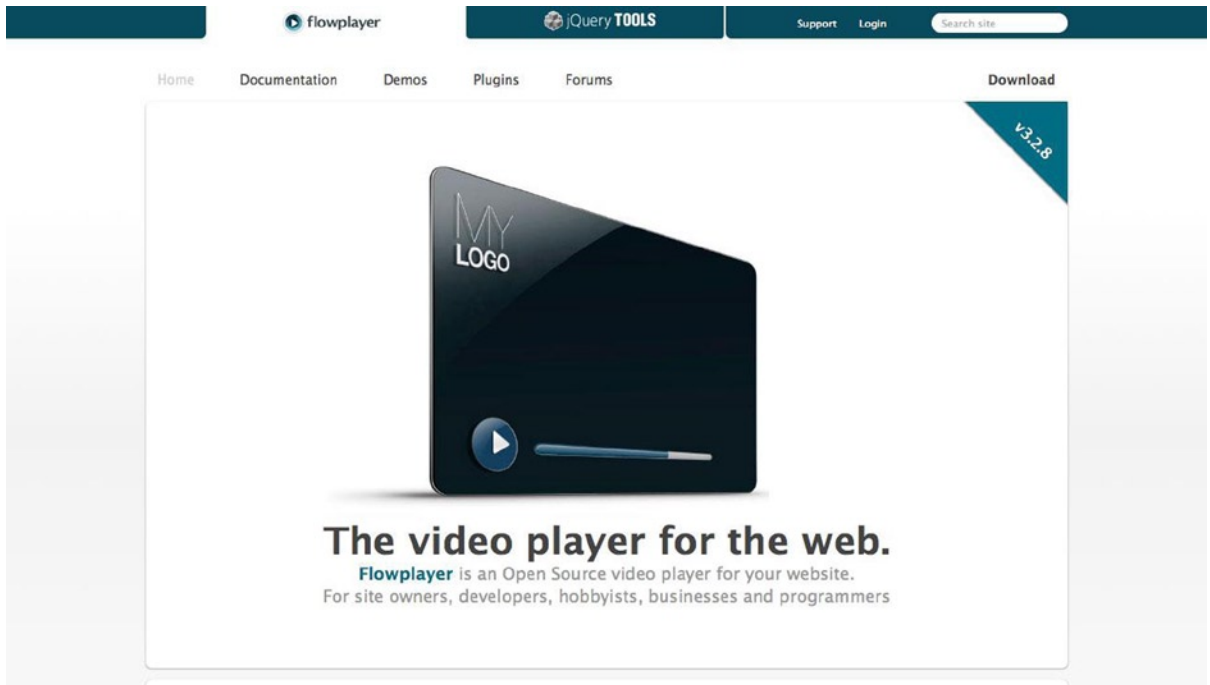 flowplayer
jQuery TOOLS
Support Login Search site
Home Documentation Demos Plugins Forums Download
v3.2.8
MY
LOGO
The video player for the web.
Flowplayer is an Open Source video player for your website.
For site owners, developers, hobbyists, businesses and programmers